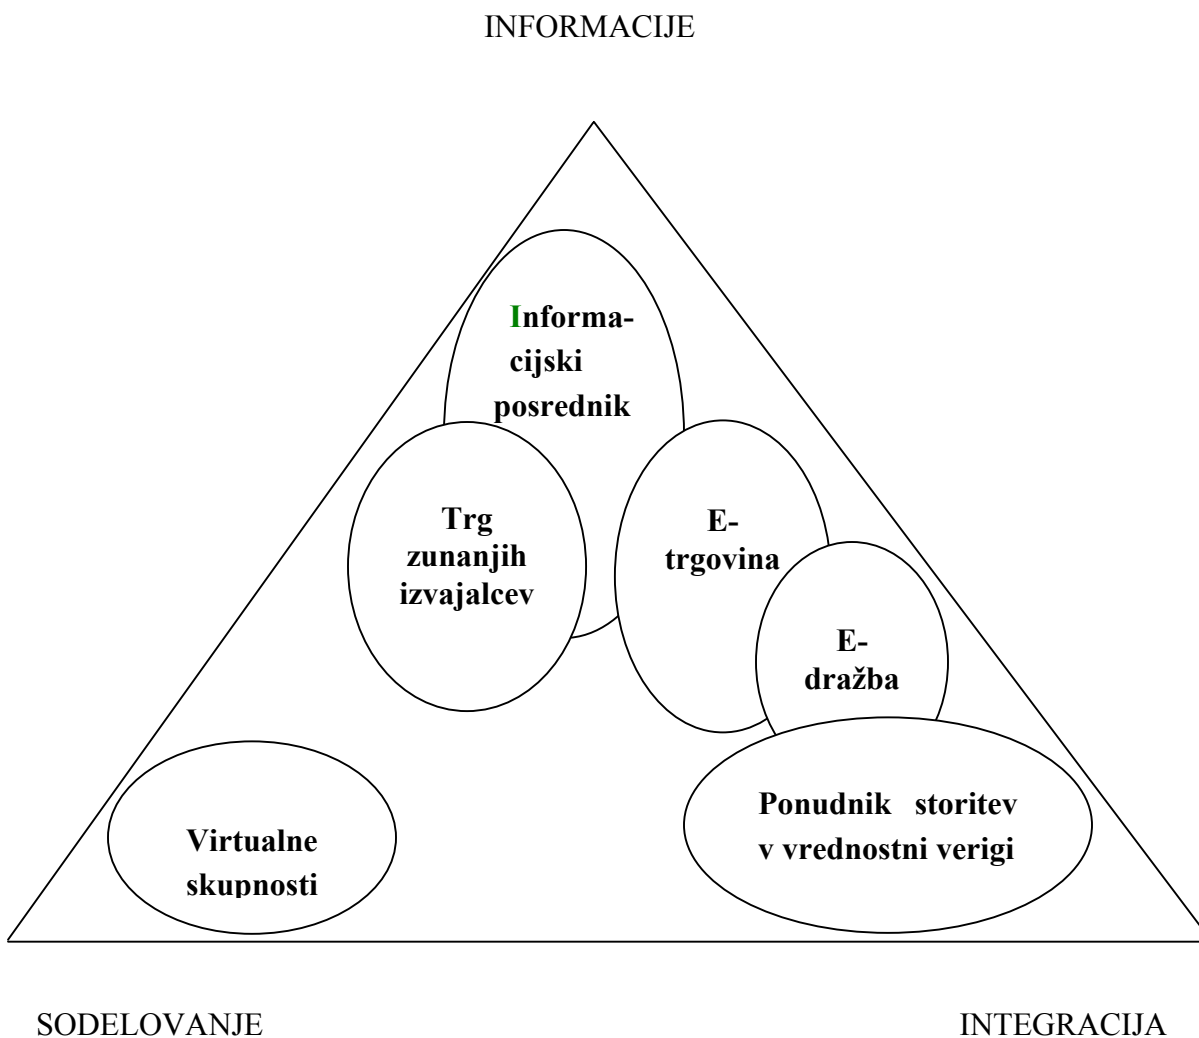 INFORMACIJE
Informa-
cijski
posrednik
Trg
zunanjih
izvajalcev
E-
trgovina
E-
dražba
Ponudnik storitev
v vrednostni verigi
Virtualne
skupnosti
SODELOVANJE
INTEGRACIJA